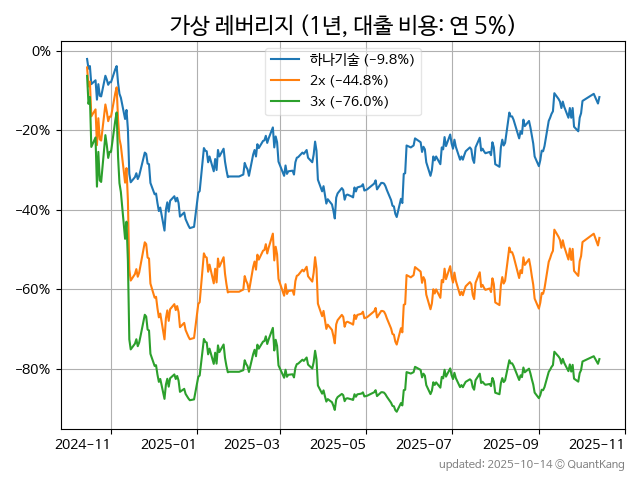 가상 레버리지 (1년, 대출 비용: 연 5%)
하나기술 (-9.8%)
2x (-44.8%)
3x (-76.0%)
0%
-20%
-40%
-60%
-80%
2024-11 2025-01 2025-03 2025-05 2025-07 2025-09 2025-11
updated: 2025-10-14 © QuantKang